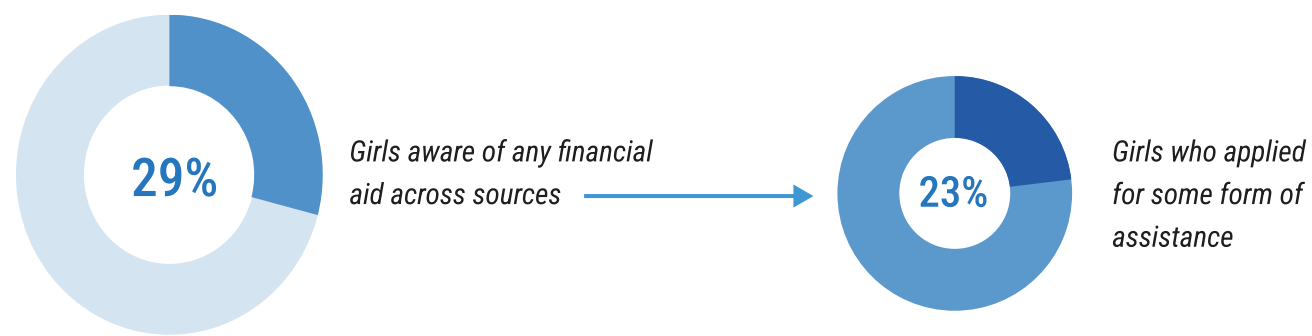 29%
Girls aware of any financial
aid across sources
23%
Girls who applied
for some form of
assistance